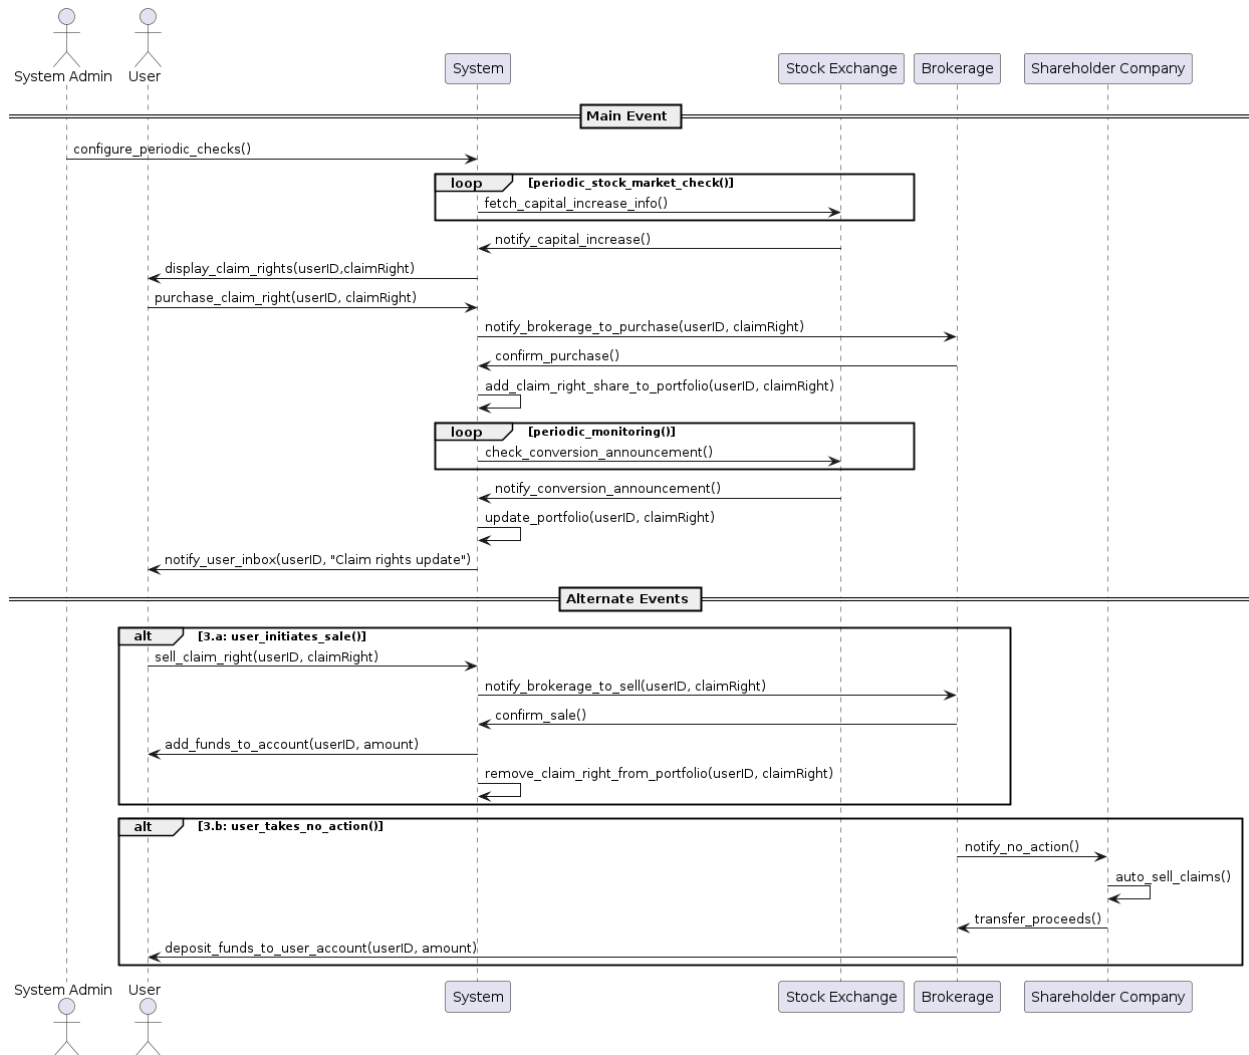 System Admin
User
System
Stock Exchange
Brokerage
Shareholder Company
Main Event
configure_periodic_checks()
loop [periodic_stock_market_check()]
fetch_capital_increase_info()
notify_capital_increase()
display_claim_rights(userID,claimRight)
purchase_claim_right(userID, claimRight)
notify_brokerage_to_purchase(userID, claimRight)
confirm_purchase()
add_claim_right_share_to_portfolio(userID, claimRight)
loop [periodic_monitoring()]
check_conversion_announcement()
notify_conversion_announcement()
update_portfolio(userID, claimRight)
notify_user_inbox(userID, "Claim rights update")
Alternate Events
alt [3.a: user_initiates_sale()]
sell_claim_right(userID, claimRight)
notify_brokerage_to_sell(userID, claimRight)
confirm_sale()
add_funds_to_account(userID, amount)
remove_claim_right_from_portfolio(userID, claimRight)
alt [3.b: user_takes_no_action()]
notify_no_action()
auto_sell_claims()
transfer_proceeds()
deposit_funds_to_user_account(userID, amount)
System Admin
User
System
Stock Exchange
Brokerage
Shareholder Company